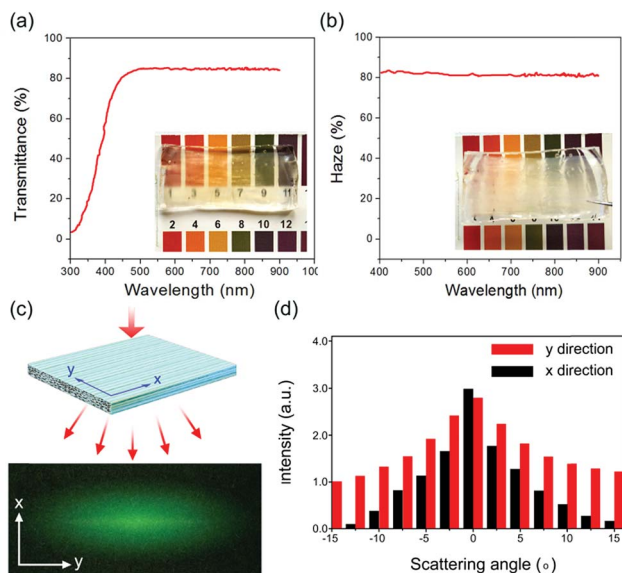 (a)
100
80
60
40
20
0
Transmittance (%)
1 3 5 7 9 11
2 4 6 8 10 12
300 400 500 600 700 800 900 100
Wavelength (nm)
(b)
100
80
60
40
20
0
Haze (%)
400 500 600 700 800 900
Wavelength (nm)
(c)
y
x
x
y
(d)
4.0
3.0
2.0
1.0
0.0
intensity (a.u.)
y direction
x direction
-15 -10 -5 0 5 10 15
Scattering angle (o)